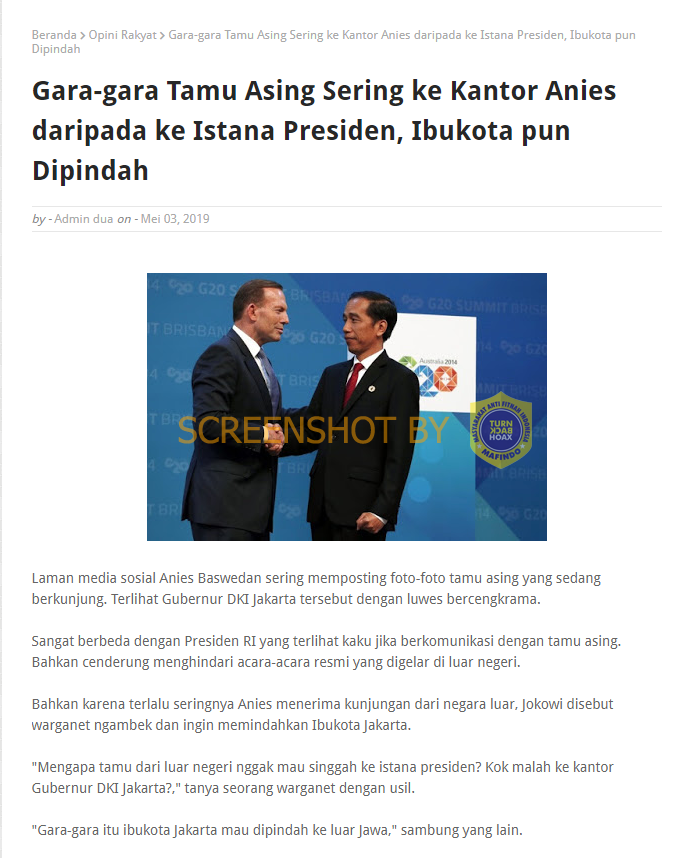 Beranda > Opini Rakyat > Gara-gara Tamu Asing Sering ke Kantor Anies daripada ke Istana Presiden, Ibukota pun
Dipindah
Gara-gara Tamu Asing Sering ke Kantor Anies
daripada ke Istana Presiden, Ibukota pun
Dipindah
by - Admin dua on - Mei 03, 2019
G20 SUMMIT BRISBANE
Australia 2014
G20
SCREENSHOT BY
MASYARAKAT ANTI FITNAH INDONESIA
TURN
BACK
HOAX
MAFINDO
Laman media sosial Anies Baswedan sering memposting foto-foto tamu asing yang sedang
berkunjung. Terlihat Gubernur DKI Jakarta tersebut dengan luwes bercengkrama.
Sangat berbeda dengan Presiden RI yang terlihat kaku jika berkomunikasi dengan tamu asing.
Bahkan cenderung menghindari acara-acara resmi yang digelar di luar negeri.
Bahkan karena terlalu seringnya Anies menerima kunjungan dari negara luar, Jokowi disebut
warganet ngambek dan ingin memindahkan Ibukota Jakarta.
"Mengapa tamu dari luar negeri nggak mau singgah ke istana presiden? Kok malah ke kantor
Gubernur DKI Jakarta?," tanya seorang warganet dengan usil.
"Gara-gara itu ibukota Jakarta mau dipindah ke luar Jawa," sambung yang lain.